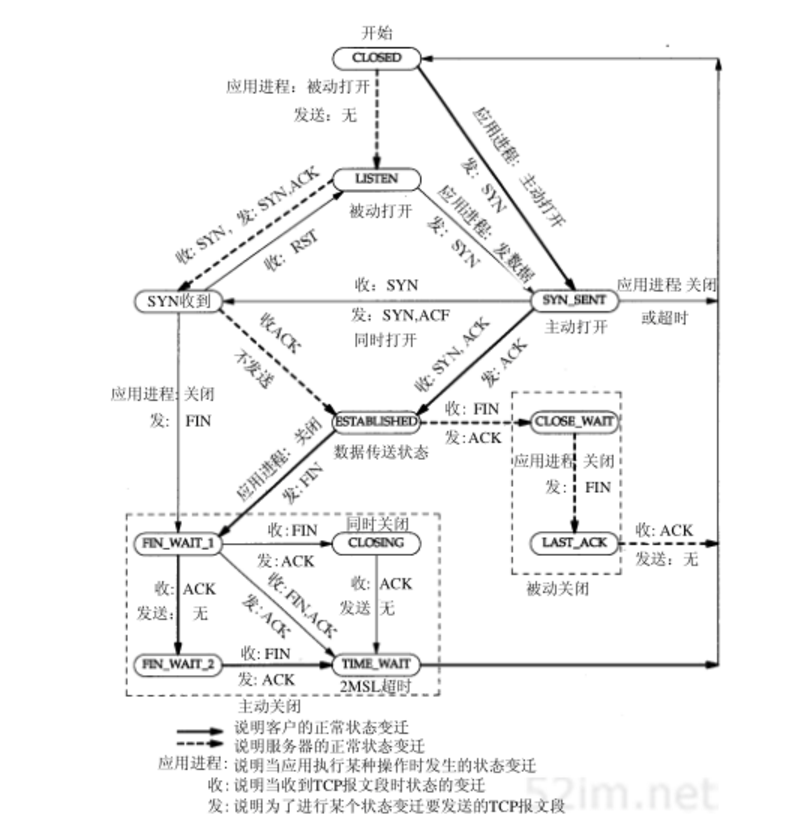 开始
CLOSED
应用进程：被动打开
发送：无
应用进程：主动打开
发：SYN
LISTEN
被动打开
收：SYN，发：SYN,ACK
收：RST
应用进程：发数据
发：SYN
SYN收到
收：SYN
发：SYN,ACF
同时打开
SYN_SENT
主动打开
应用进程:关闭
或超时
收ACK
不发送
收：SYN, ACK
发：ACK
应用进程:关闭
发: FIN
ESTABLISHED
数据传送状态
收: FIN
发:ACK
CLOSE_WAIT
应用进程 关闭
发: FIN
LAST_ACK
收: ACK
发送：无
被动关闭
应用进程：关闭
发: FIN
FIN_WAIT_1
收:FIN
发:ACK
同时关闭
CLOSING
收: ACK
发送： 无
收: FIN,ACK
发: ACK
收: ACK
发送 无
FIN_WAIT_2
收:FIN
发: ACK
TIME_WAIT
2MSL超时
主动关闭
说明客户的正常状态变迁
说明服务器的正常状态变迁
应用进程: 说明当应用执行某种操作时发生的状态变迁
收: 说明当收到TCP报文段时状态的变迁
发: 说明为了进行某个状态变迁要发送的TCP报文段
52im.net